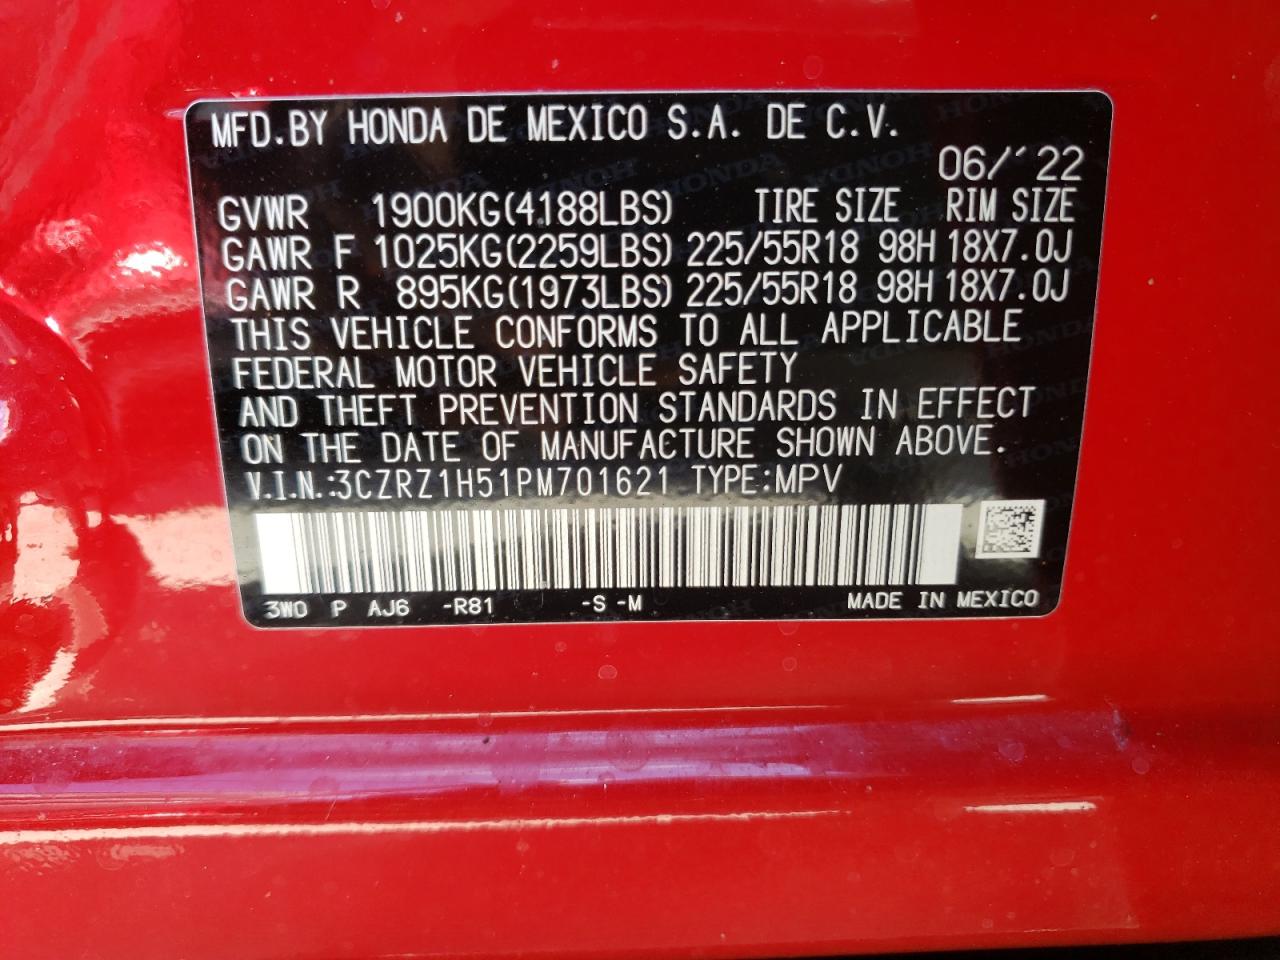 MFD.BY HONDA DE MEXICO S.A. DE C.V.
06/'22
GVWR 1900KG(4188LBS) TIRE SIZE RIM SIZE
GAWR F 1025KG(2259LBS) 225/55R18 98H 18X7.0J
GAWR R 895KG(1973LBS) 225/55R18 98H 18X7.0J
THIS VEHICLE CONFORMS TO ALL APPLICABLE
FEDERAL MOTOR VEHICLE SAFETY
AND THEFT PREVENTION STANDARDS IN EFFECT
ON THE DATE OF MANUFACTURE SHOWN ABOVE.
V.I.N.:3CZRZ1H51PM701621 TYPE:MPV
3WO P AJ6 -R81 -S -M MADE IN MEXICO